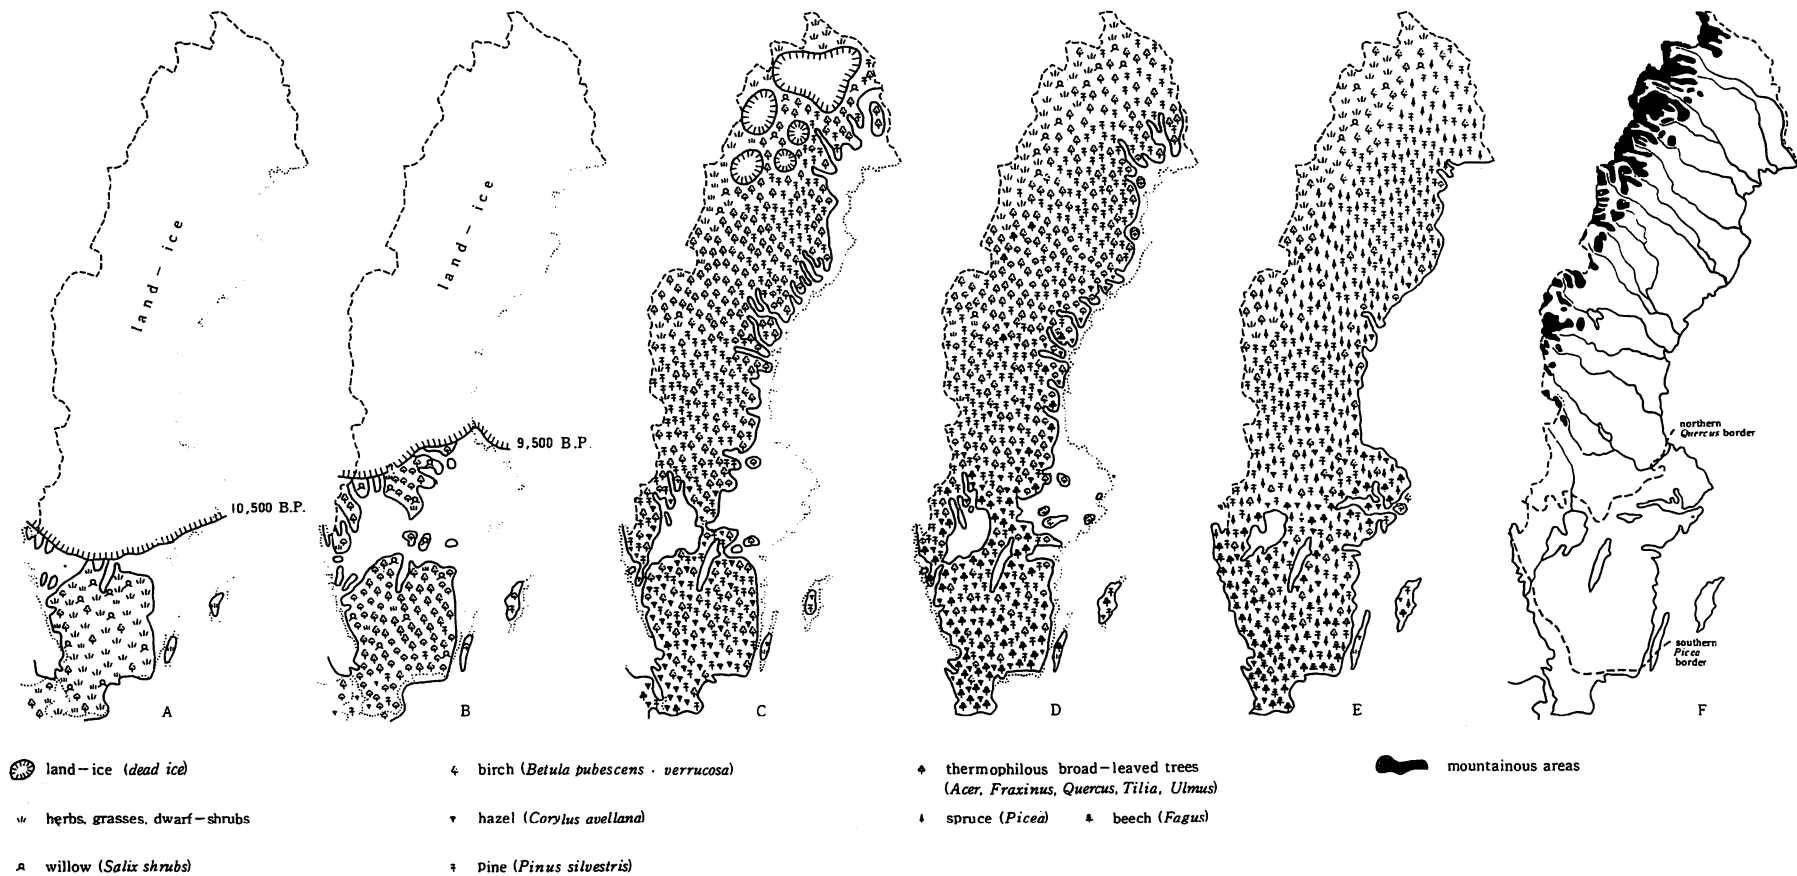 land-ice
land-ice
9,500 B.P.
10,500 B.P.
northern
Quercus border
southern
Picea
border
A
B
C
D
E
F
land-ice (dead ice)
birch (Betula pubescens · verrucosa)
thermophilous broad-leaved trees
(Acer, Fraxinus, Quercus, Tilia, Ulmus)
mountainous areas
herbs, grasses, dwarf-shrubs
hazel (Corylus avellana)
spruce (Picea)
beech (Fagus)
willow (Salix shrubs)
pine (Pinus silvestris)